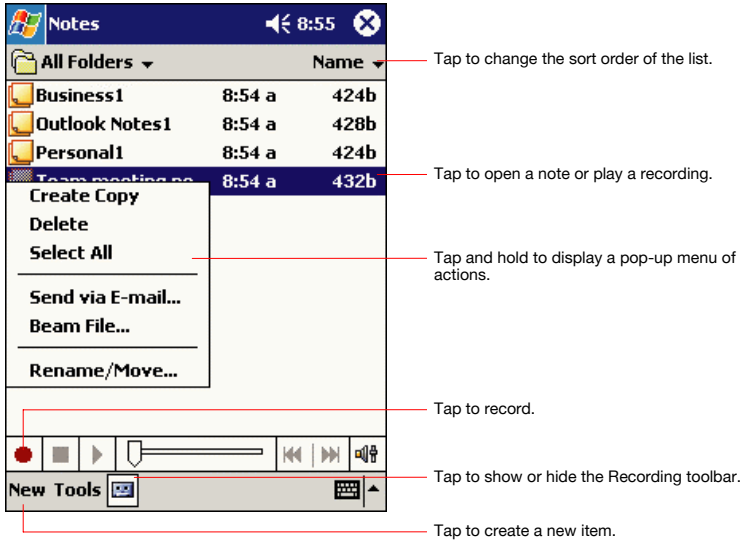 Notes 8:55
All Folders Name
Business1 8:54 a 424b
Outlook Notes1 8:54 a 428b
Personal1 8:54 a 424b
Team meeting no 8:54 a 432b
Create Copy
Delete
Select All
Send via E-mail...
Beam File...
Rename/Move...
New Tools
Tap to change the sort order of the list.
Tap to open a note or play a recording.
Tap and hold to display a pop-up menu of
actions.
Tap to record.
Tap to show or hide the Recording toolbar.
Tap to create a new item.